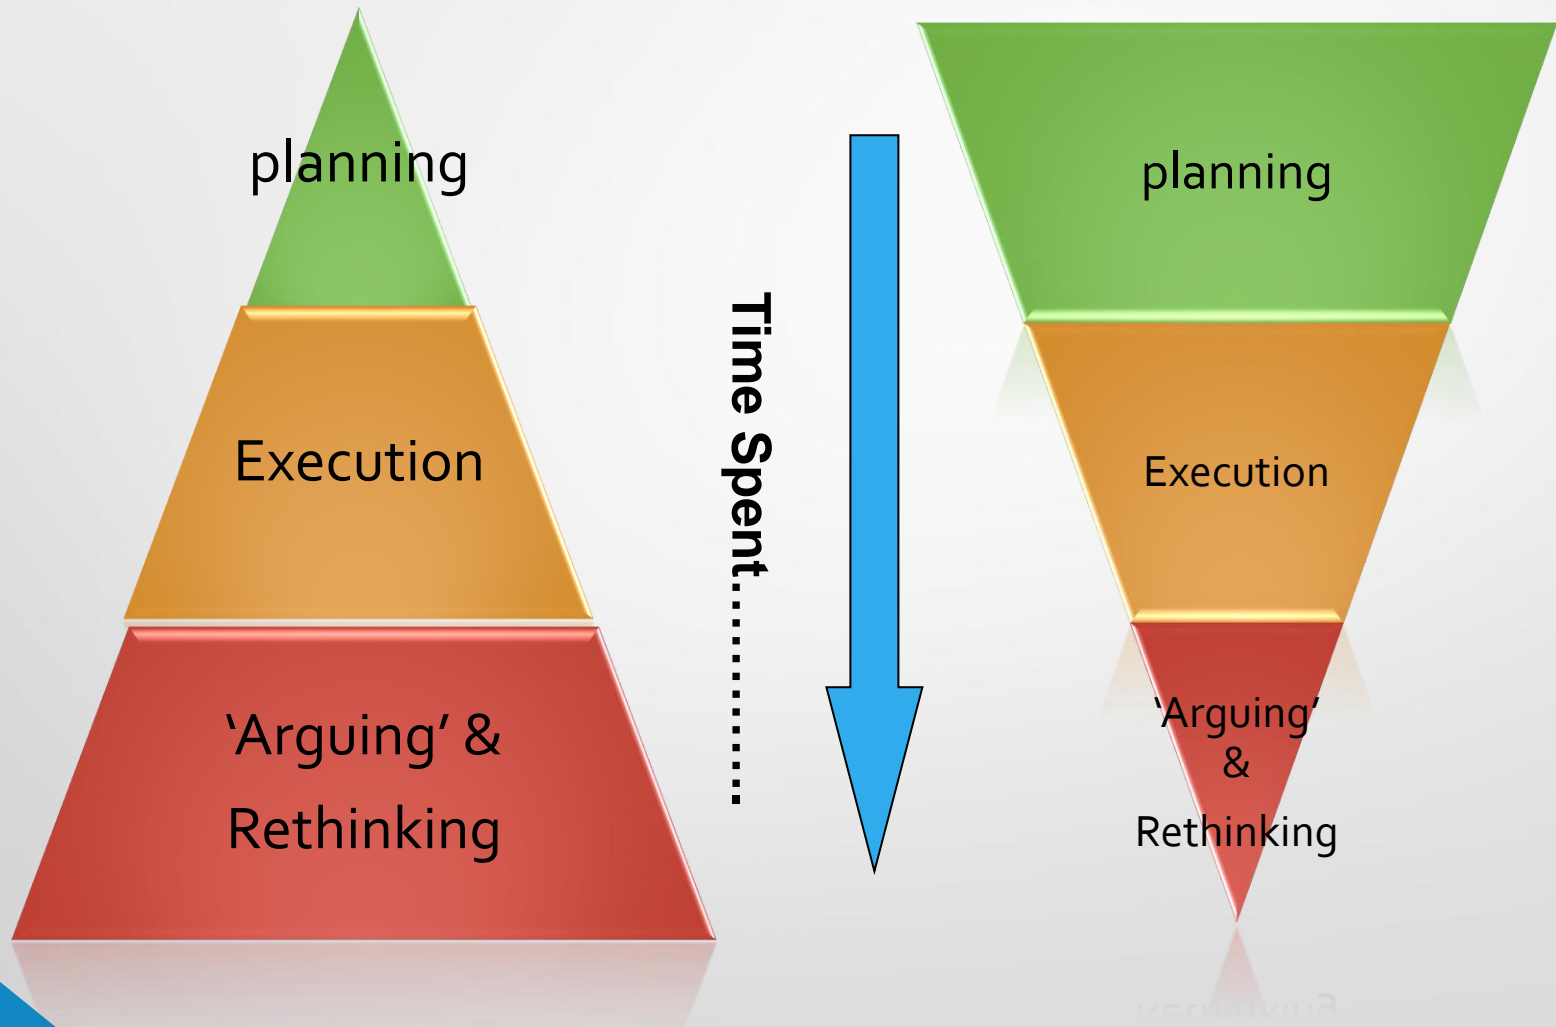 planning
Execution
‘Arguing’ &
Rethinking
Time Spent............
planning
Execution
‘Arguing’
&
Rethinking